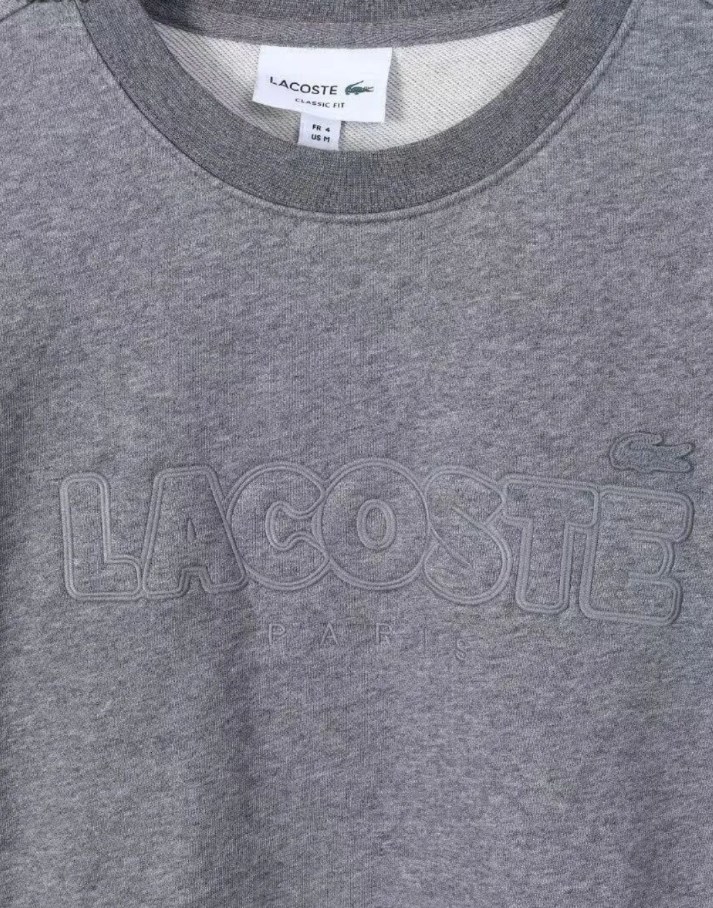 LACOSTE
CLASSIC FIT
FR 4
US M
LACOSTE
PARIS